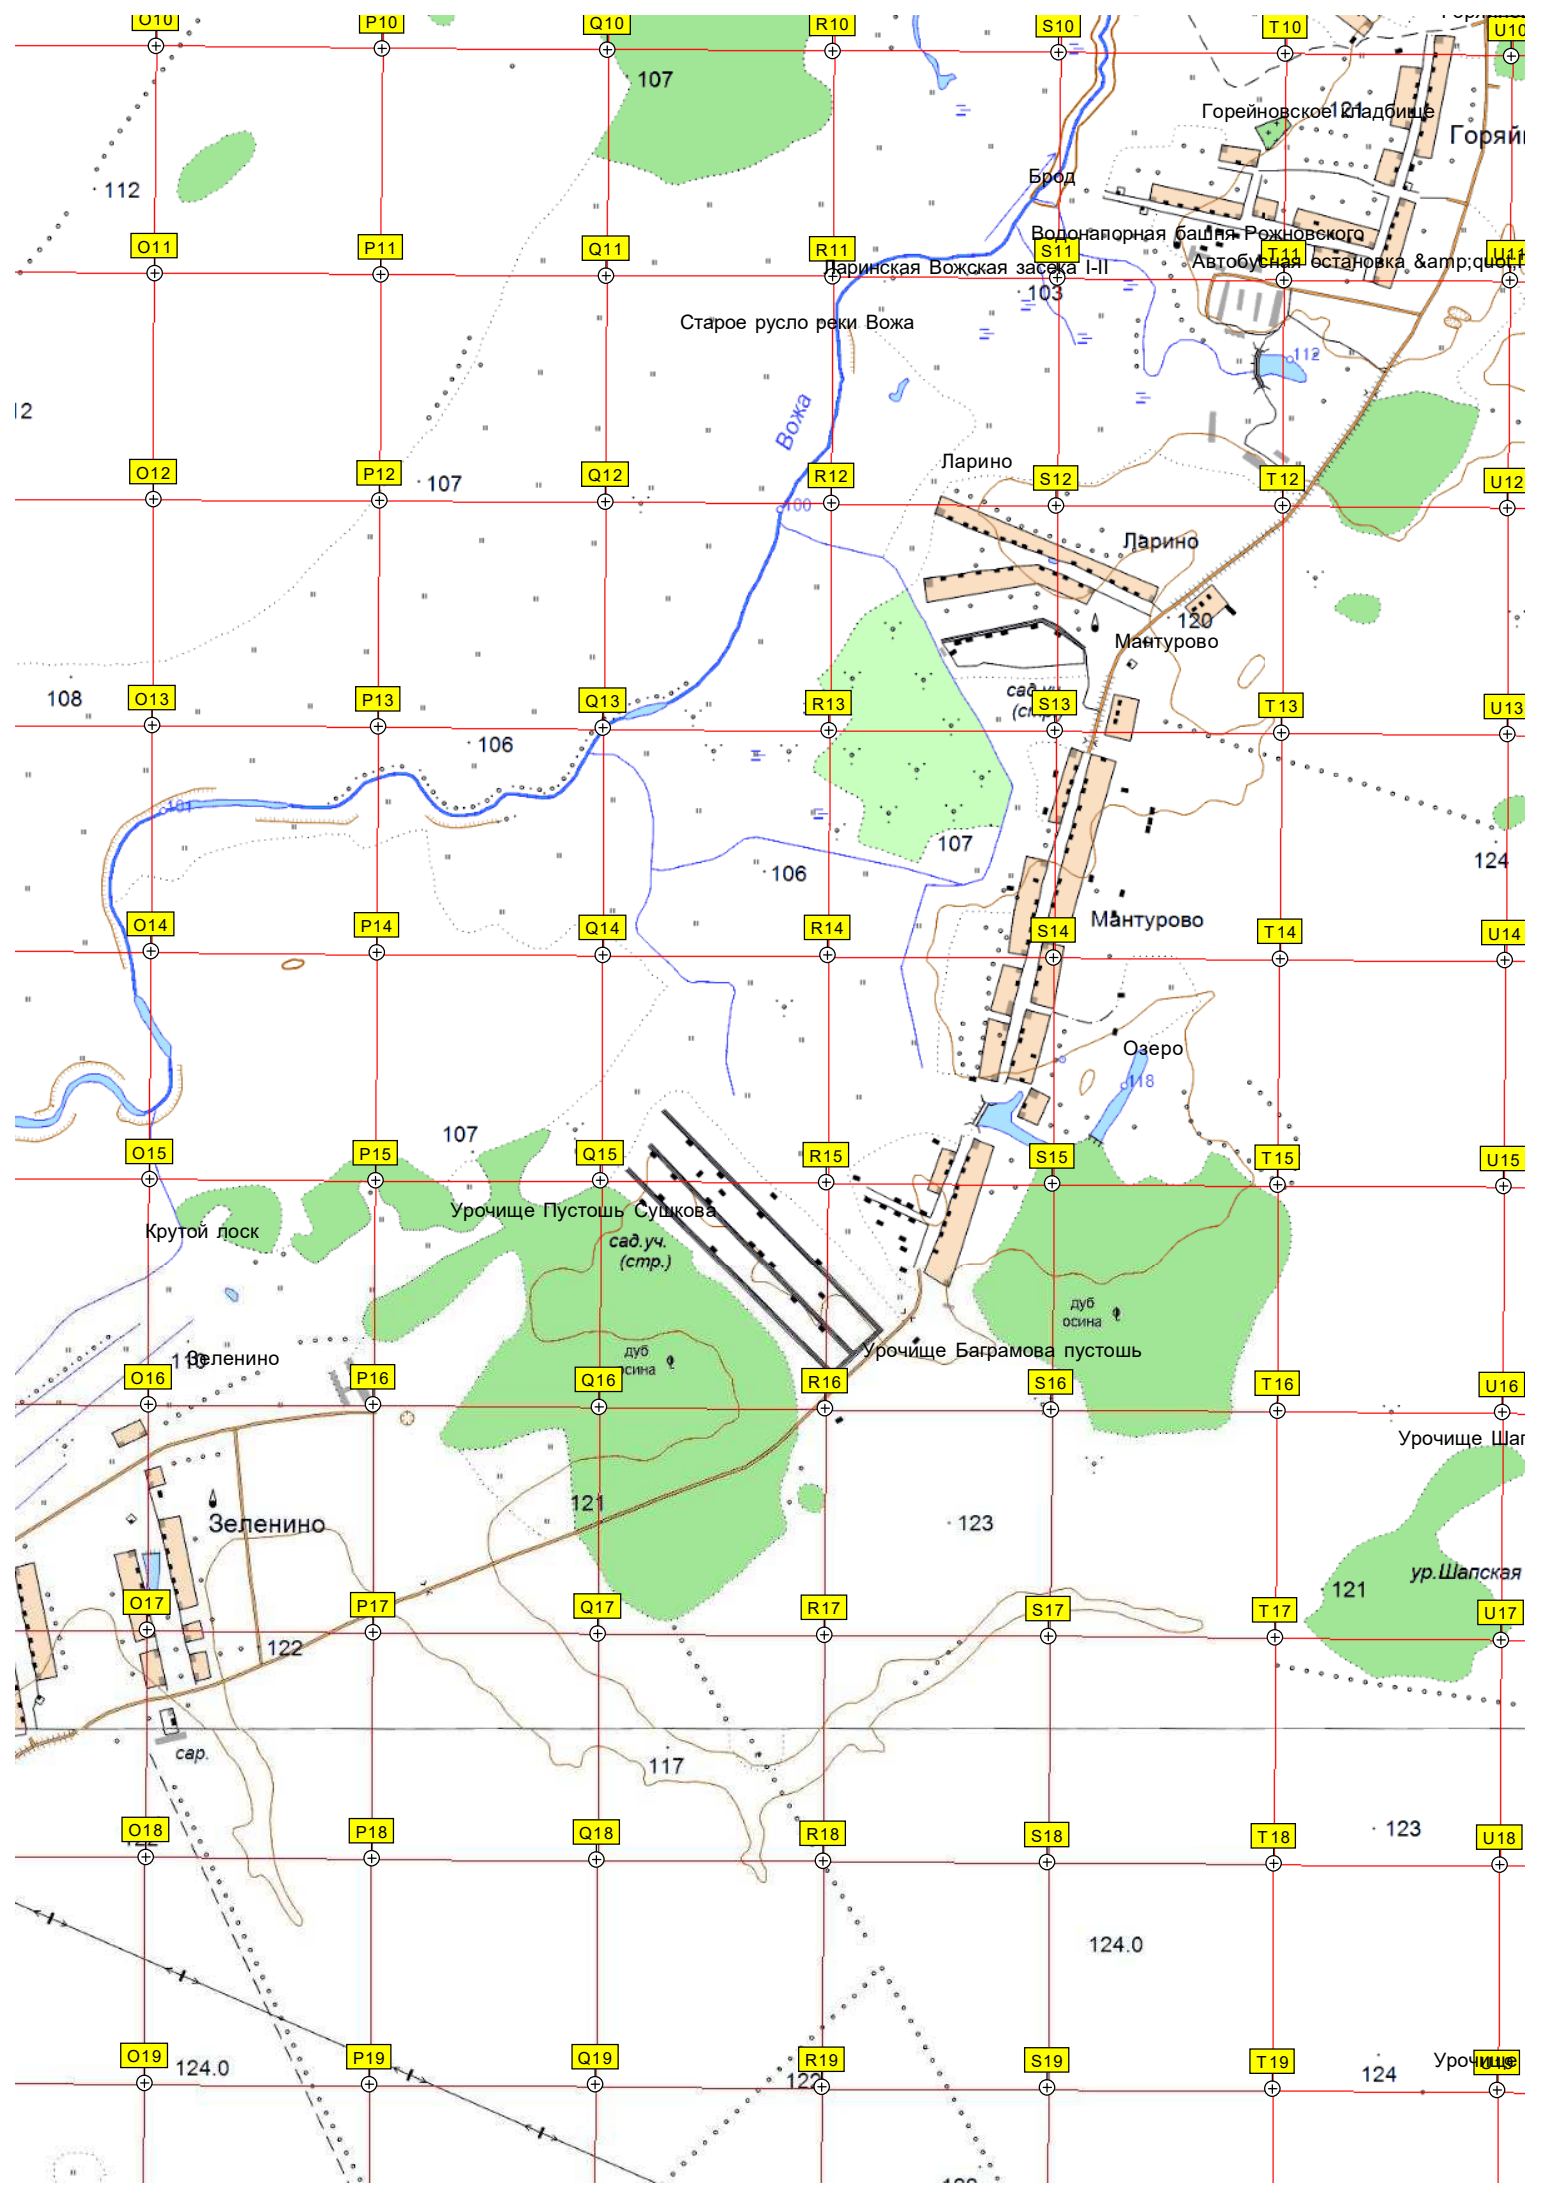 O10
P10
Q10
R10
S10
T10
U10
107
121
Горейновское кладбище
112
Брод
Водонапорная башня Рожновского
O11
P11
Q11
R11
S11
T11
U11
Автобусная остановка &amp;quot;Г
Ларинская Вожская засека I-II
103
Старое русло реки Вожа
112
12
Вожа
Ларино
O12
P12
Q12
R12
S12
T12
U12
107
100
Ларино
120
Мантурово
108
сад.уч.
O13
P13
Q13
R13
S13
T13
U13
106
101
107
106
124
O14
P14
Q14
R14
S14
T14
U14
Мантурово
Озеро
118
107
O15
P15
Q15
R15
S15
T15
U15
Урочище Пустошь Сушкова
Крутой лоск
сад.уч.
(стр.)
дуб
осина
Урочище Баграмова пустошь
дуб
осина
110
Зеленино
O16
P16
Q16
R16
S16
T16
U16
Урочище Шап
121
Зеленино
123
ур.Шапская
121
O17
P17
Q17
R17
S17
T17
U17
122
сар.
117
O18
P18
Q18
R18
S18
T18
U18
122
123
124.0
O19
P19
Q19
R19
S19
T19
U19
124.0
122
124
Урочище